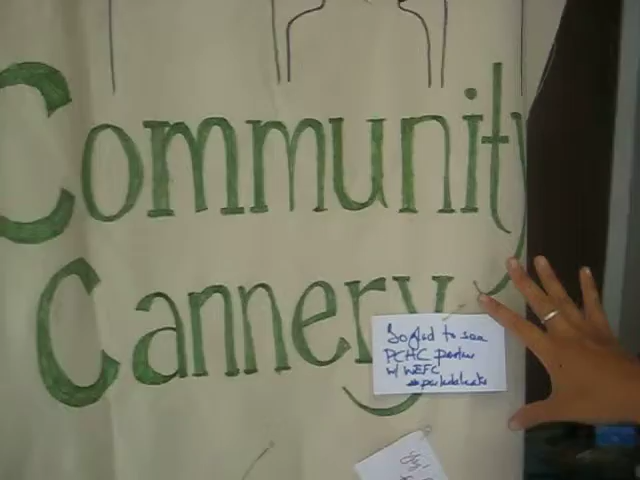 Community
Cannery
So glad to see
PCHC partner
w/ WEFC